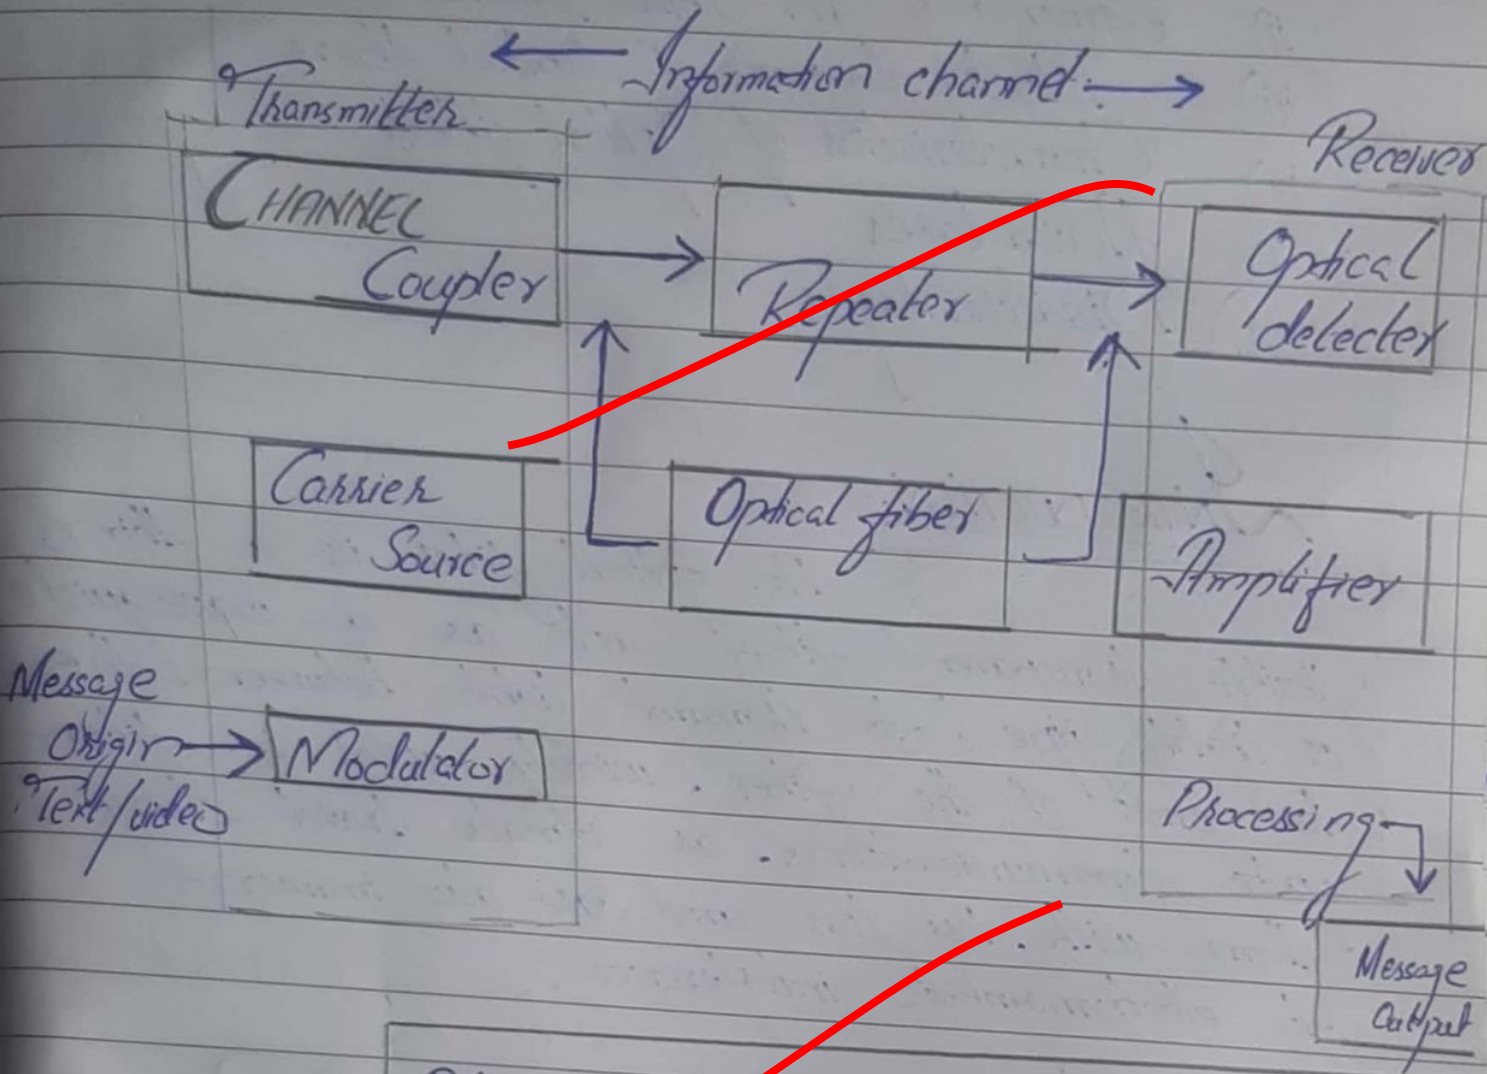 Information channel
Transmitter
Receiver
CHANNEL
Coupler
Repeater
Optical
detecter
Carrier
Source
Optical fiber
Amplifier
Message
Origin
Text/video
Modulator
Processing
Message
Output